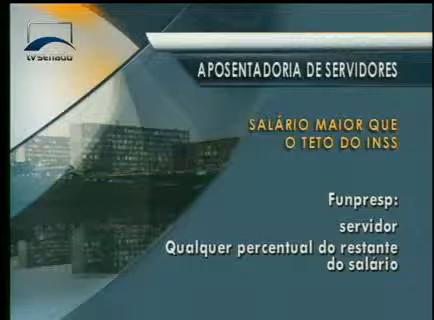 tv senado
APOSENTADORIA DE SERVIDORES
SALÁRIO MAIOR QUE
O TETO DO INSS
Funpresp:
servidor
Qualquer percentual do restante
do salário